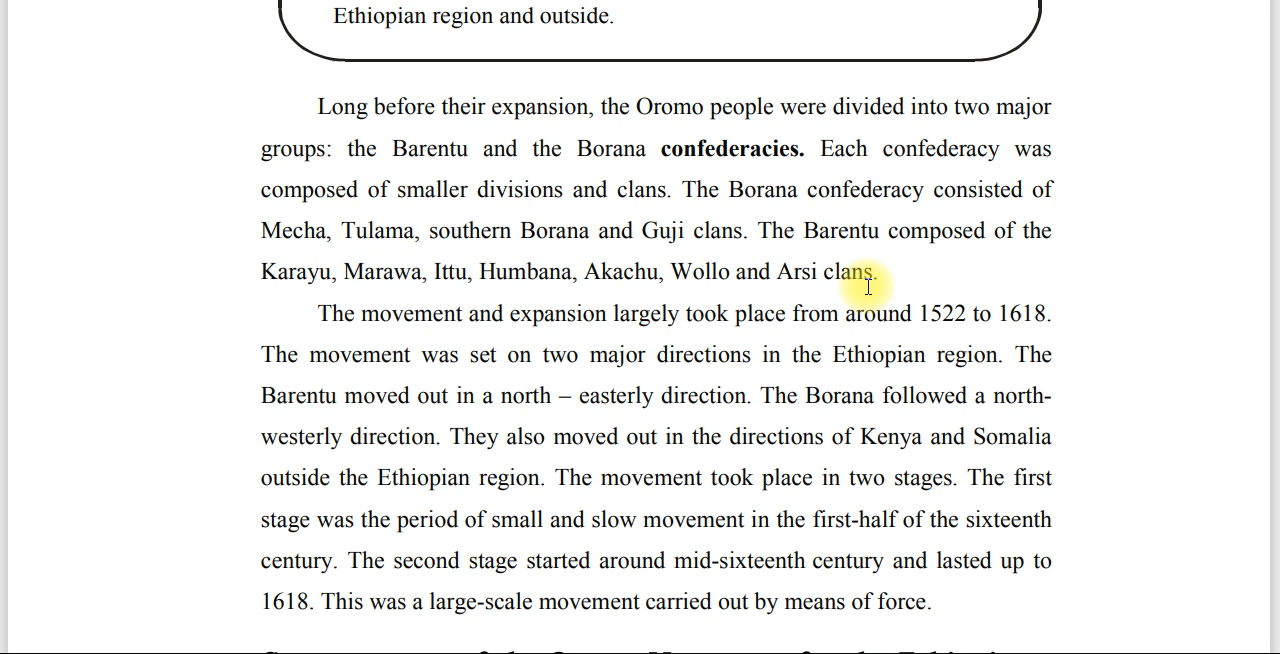 Ethiopian region and outside.
Long before their expansion, the Oromo people were divided into two major
groups: the Barentu and the Borana confederacies. Each confederacy was
composed of smaller divisions and clans. The Borana confederacy consisted of
Mecha, Tulama, southern Borana and Guji clans. The Barentu composed of the
Karayu, Marawa, Ittu, Humbana, Akachu, Wollo and Arsi clans.
The movement and expansion largely took place from around 1522 to 1618.
The movement was set on two major directions in the Ethiopian region. The
Barentu moved out in a north – easterly direction. The Borana followed a north-
westerly direction. They also moved out in the directions of Kenya and Somalia
outside the Ethiopian region. The movement took place in two stages. The first
stage was the period of small and slow movement in the first-half of the sixteenth
century. The second stage started around mid-sixteenth century and lasted up to
1618. This was a large-scale movement carried out by means of force.